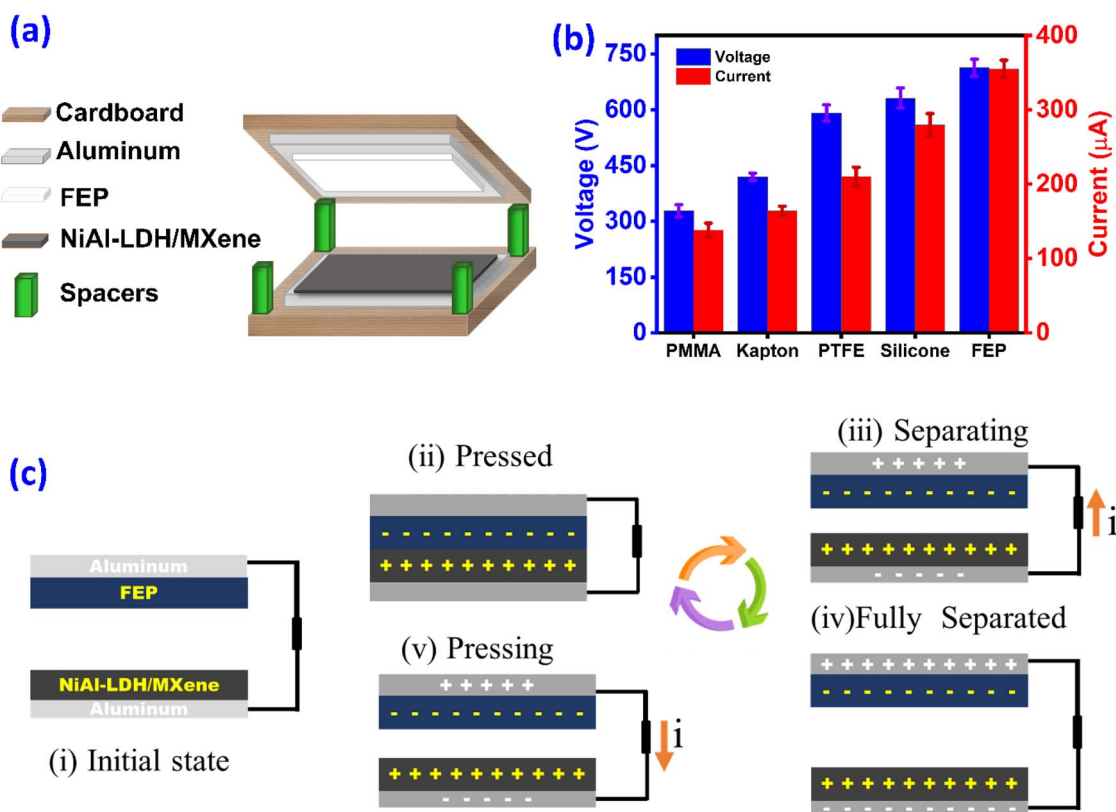 (a)
Cardboard
Aluminum
FEP
NiAl-LDH/MXene
Spacers
(b)
Voltage
Current
Voltage (V)
750
600
450
300
150
0
400
300
200
100
0
Current (μA)
PMMA Kapton PTFE Silicone FEP
(c)
(i) Initial state
Aluminum
FEP
NiAl-LDH/MXene
Aluminum
(ii) Pressed
- - - - - - - - - -
+ + + + + + + + + +
(iii) Separating
+ + + + +
- - - - - - - - - -
+ + + + + + + + + +
- - - - -
i
(iv)Fully Separated
+ + + + + + + + + +
- - - - - - - - - -
+ + + + + + + + + +
- - - - - - - - - -
(v) Pressing
+ + + + +
- - - - - - - - - -
+ + + + + + + + + +
- - - - -
i